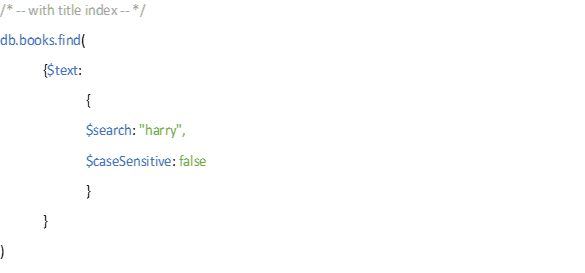 /* -- with title index -- */
db.books.find(
{$text:
{
$search: "harry",
$caseSensitive: false
}
}
)